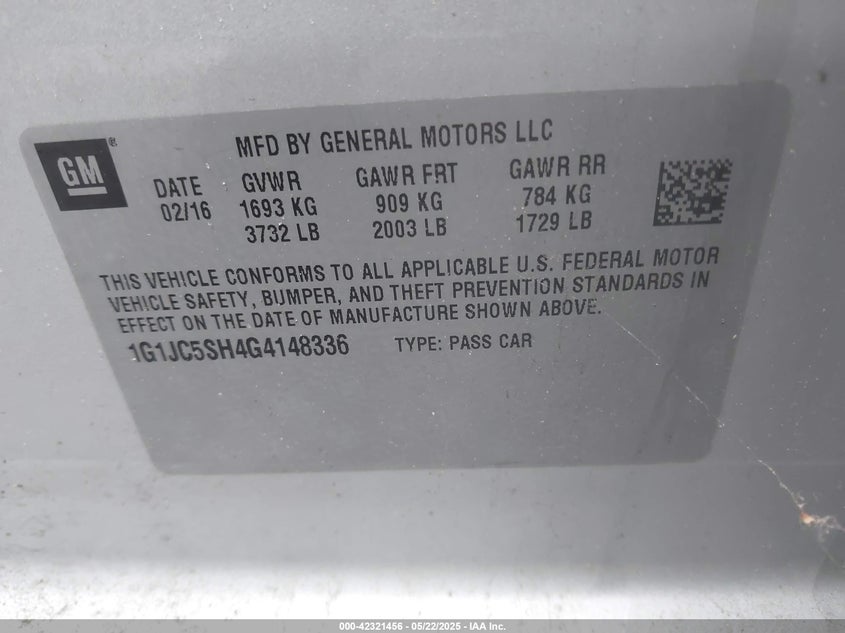 GM®
MFD BY GENERAL MOTORS LLC
DATE GVWR GAWR FRT GAWR RR
02/16 1693 KG 909 KG 784 KG
3732 LB 2003 LB 1729 LB
THIS VEHICLE CONFORMS TO ALL APPLICABLE U.S. FEDERAL MOTOR
VEHICLE SAFETY, BUMPER, AND THEFT PREVENTION STANDARDS IN
EFFECT ON THE DATE OF MANUFACTURE SHOWN ABOVE.
1G1JC5SH4G4148336 TYPE: PASS CAR
000-42321456 - 05/22/2025 - IAA Inc.